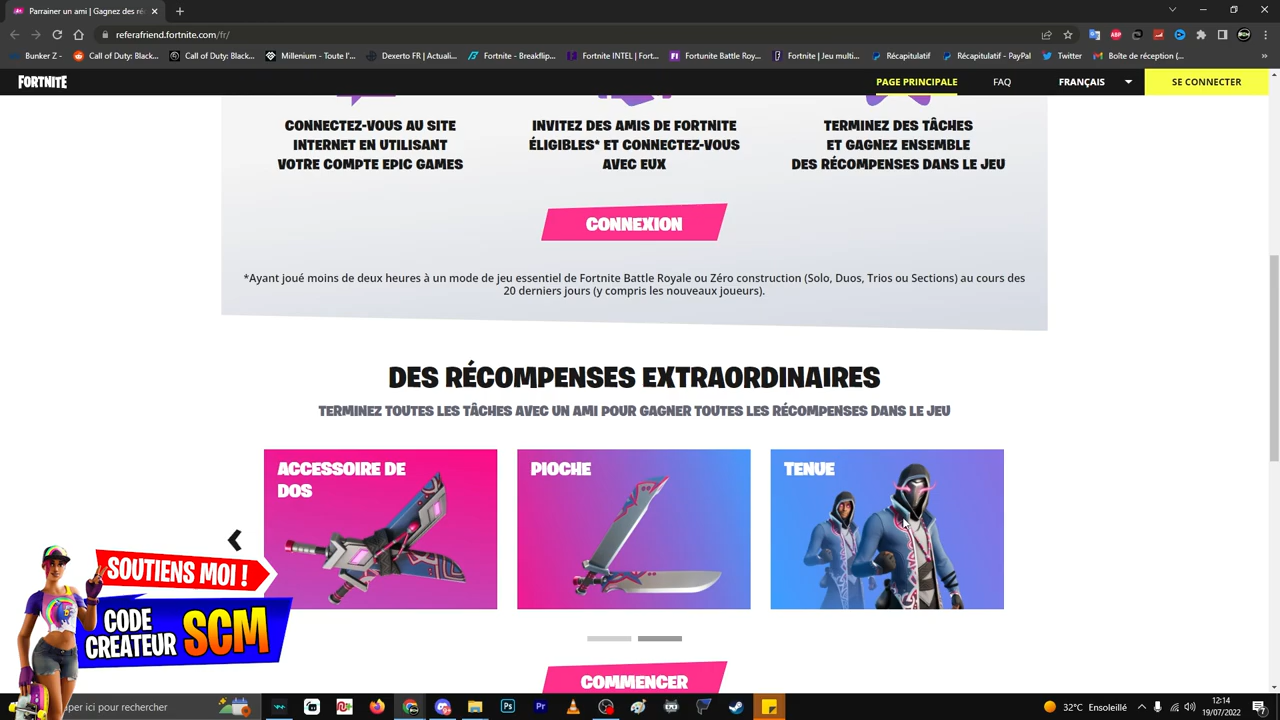 Parrainer un ami | Gagnez des ré
referafriend.fortnite.com/fr/
Bunker Z -
Call of Duty: Black...
Call of Duty: Black...
Millenium - Toute l'...
Dexerto FR | Actuali...
Fortnite - Breakflip...
Fortnite INTEL | Fort...
Fortunite Battle Roy...
Fortnite | Jeu multi...
Récapitulatif
Récapitulatif - PayPal
Twitter
Boîte de réception (...
»
FORTNITE
PAGE PRINCIPALE
FAQ
FRANÇAIS
SE CONNECTER
CONNECTEZ-VOUS AU SITE
INTERNET EN UTILISANT
VOTRE COMPTE EPIC GAMES
INVITEZ DES AMIS DE FORTNITE
ÉLIGIBLES* ET CONNECTEZ-VOUS
AVEC EUX
TERMINEZ DES TÂCHES
ET GAGNEZ ENSEMBLE
DES RÉCOMPENSES DANS LE JEU
CONNEXION
*Ayant joué moins de deux heures à un mode de jeu essentiel de Fortnite Battle Royale ou Zéro construction (Solo, Duos, Trios ou Sections) au cours des
20 derniers jours (y compris les nouveaux joueurs).
DES RÉCOMPENSES EXTRAORDINAIRES
TERMINEZ TOUTES LES TÂCHES AVEC UN AMI POUR GAGNER TOUTES LES RÉCOMPENSES DANS LE JEU
ACCESSOIRE DE
DOS
PIOCHE
TENUE
SOUTIENS MOI !
CODE
CREATEUR SCM
COMMENCER
aper ici pour rechercher
32°C Ensoleillé
12:14
19/07/2022